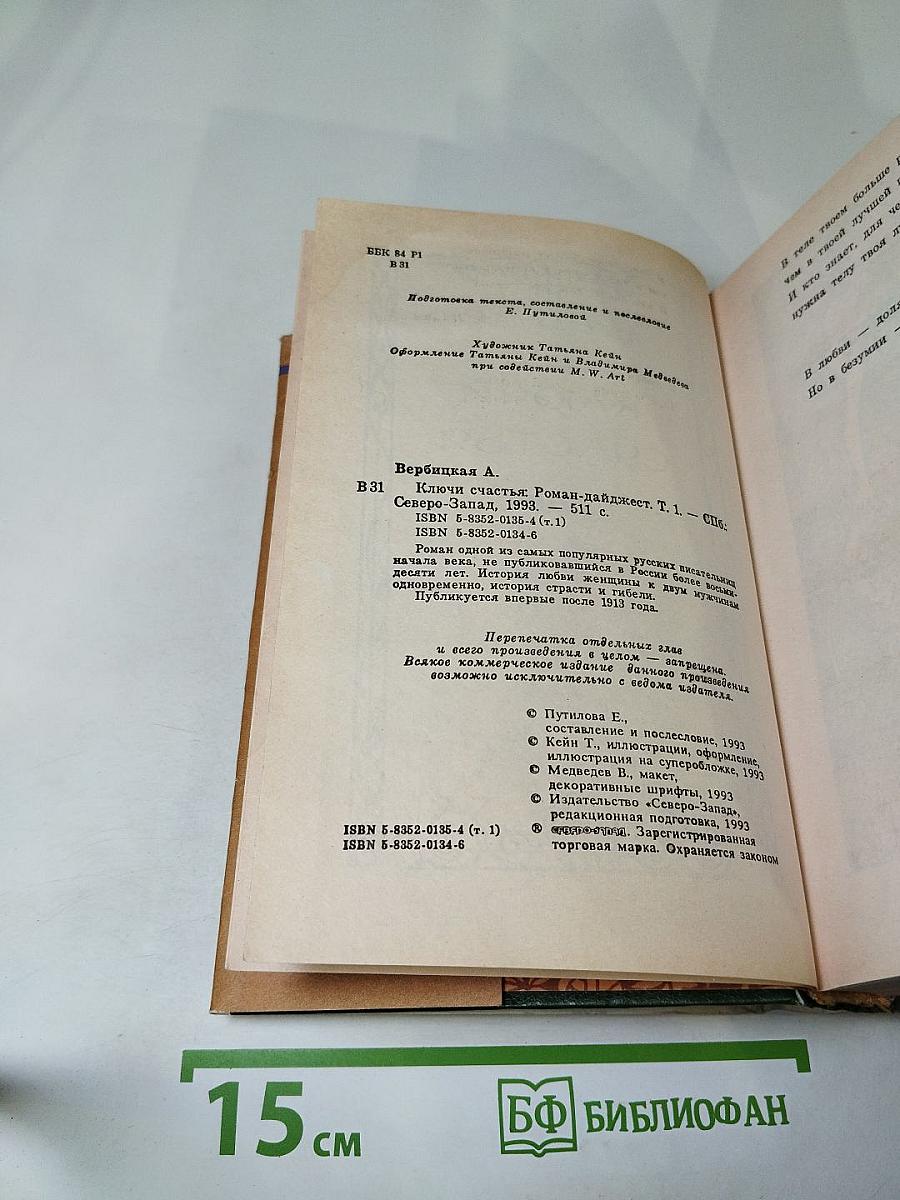 ББК 84 Р1
В 31
Подготовка текста, составление и послесловие
Е. Путиловой
Художник Татьяна Кейн
Оформление Татьяны Кейн и Владимира Медведева
при содействии M. W. Art
Вербицкая А.
В 31 Ключи счастья: Роман-дайджест. Т. 1. — СПб.:
Северо-Запад, 1993. — 511 с.
ISBN 5-8352-0135-4 (т. 1)
ISBN 5-8352-0134-6
Роман одной из самых популярных русских писательниц
начала века, не публиковавшийся в России более восьми-
десяти лет. История любви женщины к двум мужчинам
одновременно, история страсти и гибели.
Публикуется впервые после 1913 года.
Перепечатка отдельных глав
и всего произведения в целом — запрещена.
Всякое коммерческое издание данного произведения
возможно исключительно с ведома издателя.
© Путилова Е.,
составление и послесловие, 1993
© Кейн Т., иллюстрации, оформление,
иллюстрация на суперобложке, 1993
© Медведев В., макет,
декоративные шрифты, 1993
© Издательство «Северо-Запад»,
редакционная подготовка, 1993
® СЕВЕРО-ЗАПАД. Зарегистрированная
торговая марка. Охраняется законом
ISBN 5-8352-0135-4 (т. 1)
ISBN 5-8352-0134-6
В теле твоем больше
чем в твоей лучшей
И кто знает, для
нужна телу твоя
В любви —
Но в безумии —
15 см
БФ БИБЛИОФАН